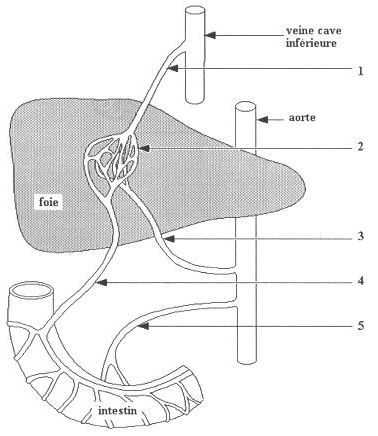 veine cave
inférieure
1
aorte
2
foie
3
4
5
intestin